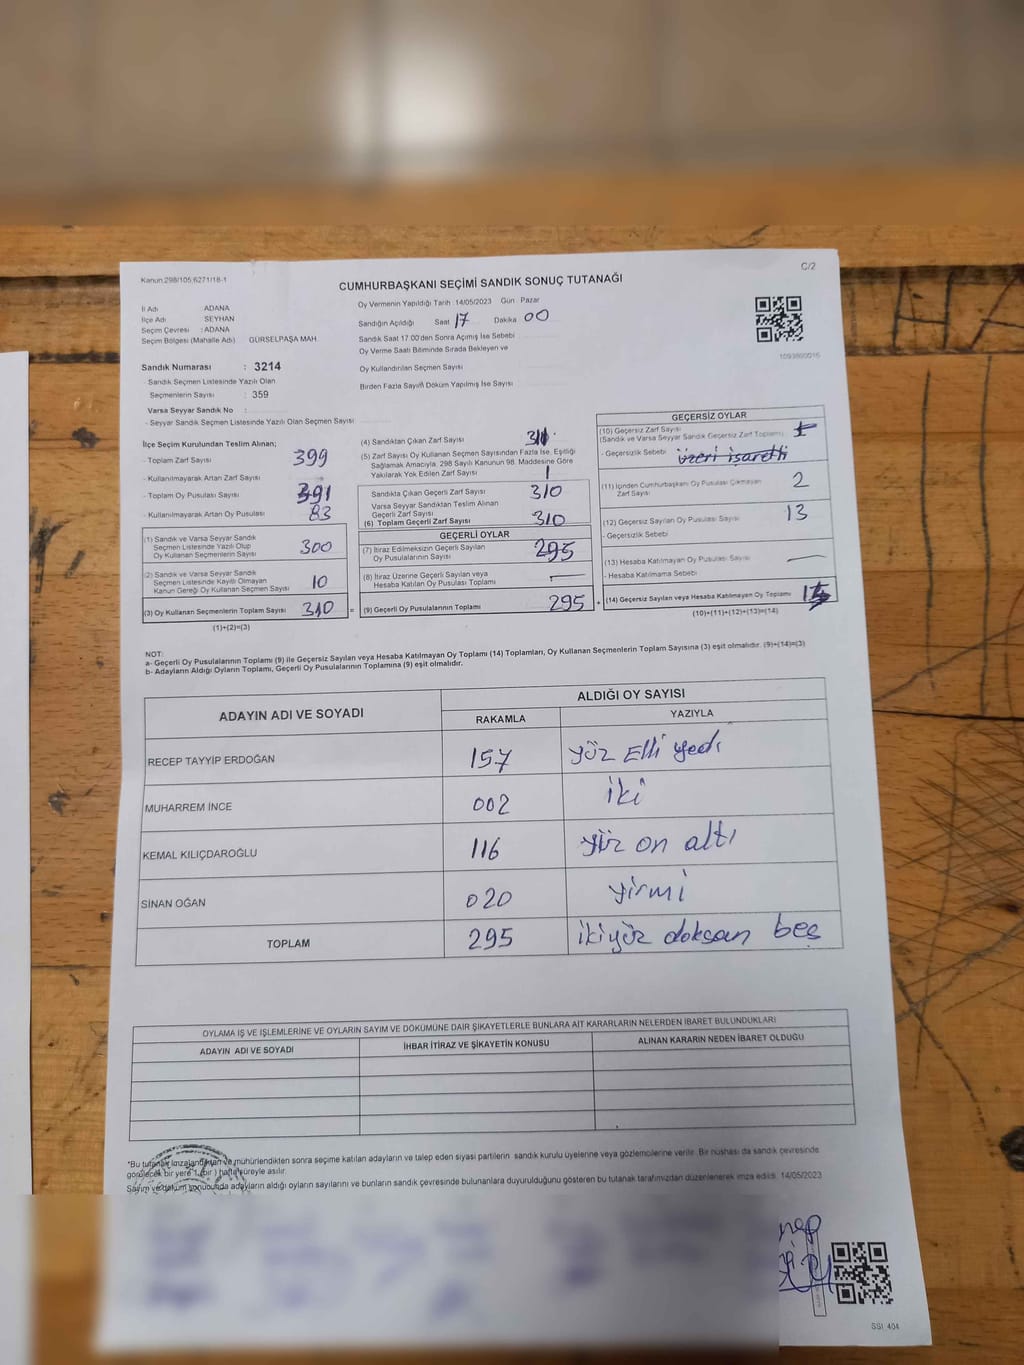 Kanun:298/105;6271/18-1
C/2
CUMHURBAŞKANI SEÇİMİ SANDIK SONUÇ TUTANAĞI
İl Adı ADANA
İlçe Adı SEYHAN
Seçim Çevresi : ADANA
Seçim Bölgesi (Mahalle Adı) GÜRSELPAŞA MAH.
Sandık Numarası : 3214
- Sandık Seçmen Listesinde Yazılı Olan
Seçmenlerin Sayısı : 359
Varsa Seyyar Sandık No :
- Seyyar Sandık Seçmen Listesinde Yazılı Olan Seçmen Sayısı
Oy Vermenin Yapıldığı Tarih :14/05/2023 Gün: Pazar
Sandığın Açıldığı Saat 17 Dakika 00
Sandık Saat 17.00'den Sonra Açımış İse Sebebi
Oy Verme Saati Bitiminde Sırada Bekleyen ve
Oy Kullandırılan Seçmen Sayısı
Birden Fazla Sayım Döküm Yapılmış İse Sayısı
1093860016
İlçe Seçim Kurulundan Teslim Alınan;
- Toplam Zarf Sayısı 399
- Kullanılmayarak Artan Zarf Sayısı
- Toplam Oy Pusulası Sayısı 391
- Kullanılmayarak Artan Oy Pusulası 83
(1) Sandık ve Varsa Seyyar Sandık
Seçmen Listesinde Yazılı Olup
Oy Kullanan Seçmenlerin Sayısı 300
(2) Sandık ve Varsa Seyyar Sandık
Seçmen Listesinde Kayıtlı Olmayan
Kanun Gereği Oy Kullanan Seçmen Sayısı 10
(3) Oy Kullanan Seçmenlerin Toplam Sayısı 310 =
(1)+(2)=(3)
(4) Sandıktan Çıkan Zarf Sayısı 311
(5) Zarf Sayısı Oy Kullanan Seçmen Sayısından Fazla İse, Eşitliği
Sağlamak Amacıyla, 298 Sayılı Kanunun 98. Maddesine Göre
Yakılarak Yok Edilen Zarf Sayısı 1
Sandıkta Çıkan Geçerli Zarf Sayısı 310
Varsa Seyyar Sandıktan Teslim Alınan
Geçerli Zarf Sayısı
(6) Toplam Geçerli Zarf Sayısı 310
GEÇERLİ OYLAR
(7) İtiraz Edilmeksizin Geçerli Sayılan
Oy Pusulalarının Sayısı 295
(8) İtiraz Üzerine Geçerli Sayılan veya
Hesaba Katılan Oy Pusulası Toplamı —
(9) Geçerli Oy Pusulalarının Toplamı 295 +
GEÇERSİZ OYLAR
(10) Geçersiz Zarf Sayısı
(Sandık ve Varsa Seyyar Sandık Geçersiz Zarf Toplamı) 1
- Geçersizlik Sebebi üzeri işaretli
(11) İçinden Cumhurbaşkanı Oy Pusulası Çıkmayan
Zarf Sayısı 2
(12) Geçersiz Sayılan Oy Pusulası Sayısı 13
- Geçersizlik Sebebi:
(13) Hesaba Katılmayan Oy Pusulası Sayısı —
- Hesaba Katılmama Sebebi
(14) Geçersiz Sayılan veya Hesaba Katılmayan Oy Toplamı 15
(10)+(11)+(12)+(13)=(14)
NOT:
a- Geçerli Oy Pusulalarının Toplamı (9) ile Geçersiz Sayılan veya Hesaba Katılmayan Oy Toplamı (14) Toplamları, Oy Kullanan Seçmenlerin Toplam Sayısına (3) eşit olmalıdır. (9)+(14)=(3)
b- Adayların Aldığı Oyların Toplamı, Geçerli Oy Pusulalarının Toplamına (9) eşit olmalıdır.
ADAYIN ADI VE SOYADI ALDIĞI OY SAYISI
RAKAMLA YAZIYLA
RECEP TAYYİP ERDOĞAN 157 yüz Elli yedi
MUHARREM İNCE 002 iki
KEMAL KILIÇDAROĞLU 116 yüz on altı
SİNAN OĞAN 020 yirmi
TOPLAM 295 ikiyüz doksan beş
OYLAMA İŞ VE İŞLEMLERİNE VE OYLARIN SAYIM VE DÖKÜMÜNE DAİR ŞİKAYETLERLE BUNLARA AİT KARARLARIN NELERDEN İBARET BULUNDUKLARI
ADAYIN ADI VE SOYADI İHBAR İTİRAZ VE ŞİKAYETİN KONUSU ALINAN KARARIN NEDEN İBARET OLDUĞU
*Bu tutanak imzalandıktan ve mühürlendikten sonra seçime katılan adayların ve talep eden siyasi partilerin sandık kurulu üyelerine veya gözlemcilerine verilir. Bir nüshası da sandık çevresinde
görülecek bir yere 1 (bir) hafta süreyle asılır.
Sayım ve döküm sonucunda adayların aldığı oyların sayılarını ve bunların sandık çevresinde bulunanlara duyurulduğunu gösteren bu tutanak tarafımızdan düzenlenerek imza edildi. 14/05/2023
SSI: 404